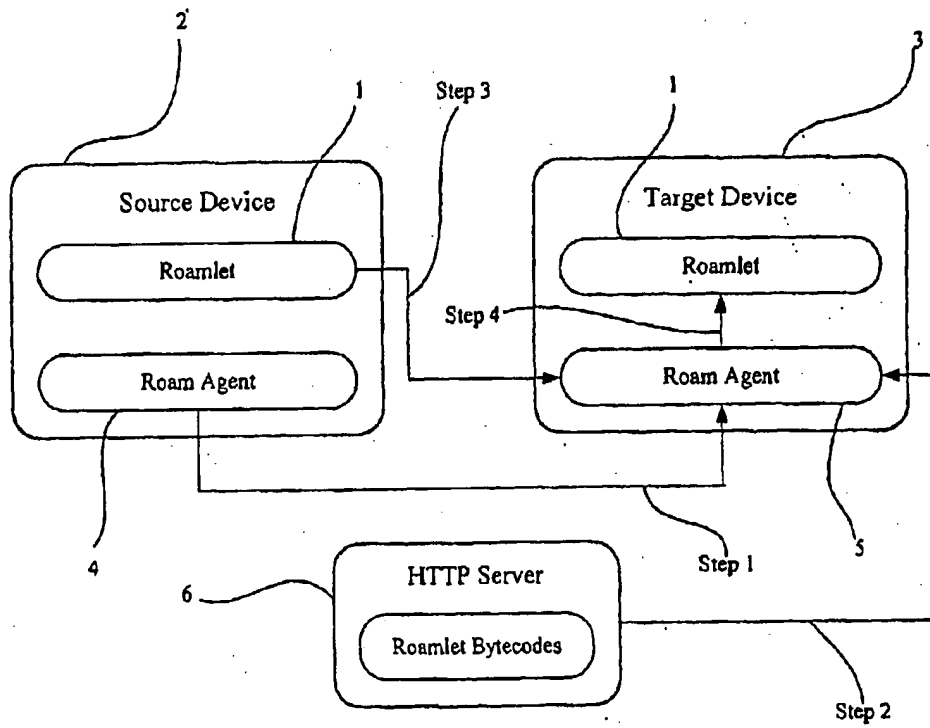 2
3
1
Step 3
1
Source Device
Target Device
Roamlet
Roamlet
Step 4
Roam Agent
Roam Agent
4
Step 1
5
6
HTTP Server
Roamlet Bytecodes
Step 2